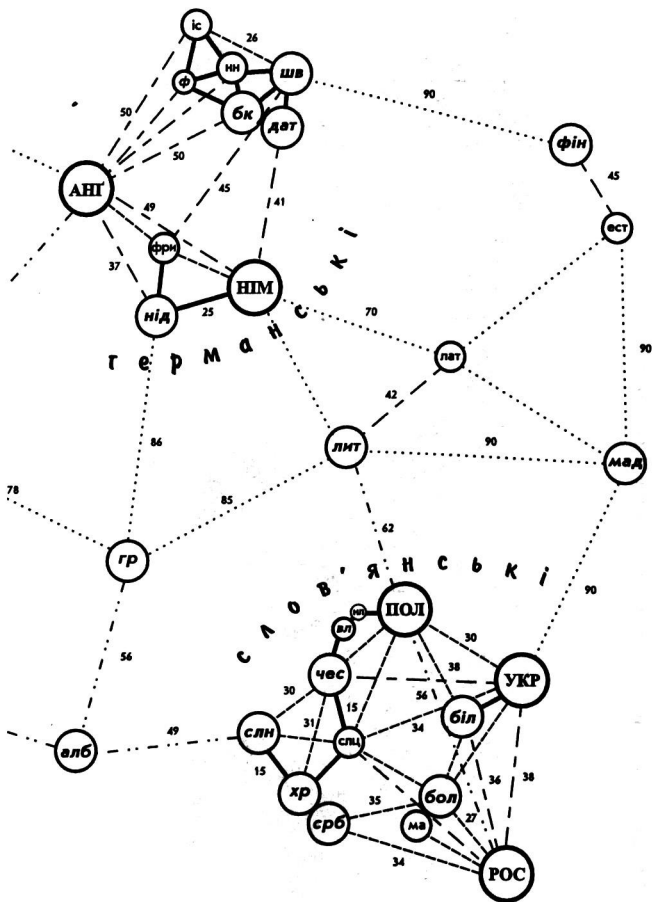 іс
26
нн
шв
ф
бк
50
90
дат
фін
50
45
45
АНҐ
49
41
ест
фри
37
НІМ
нід
25
германські
70
лат
90
42
86
лит
90
мад
78
85
гр
62
слов'янські
90
нл
ПОЛ
вл
30
56
чес
38
УКР
30
15
56
біл
слн
31
34
алб
49
слц
15
36
38
хр
35
бол
срб
ма
27
34
РОС